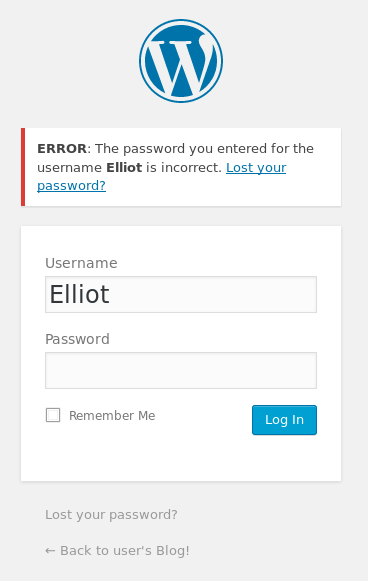 ERROR: The password you entered for the
username Elliot is incorrect. Lost your
password?
Username
Elliot
Password
Remember Me
Log In
Lost your password?
← Back to user's Blog!